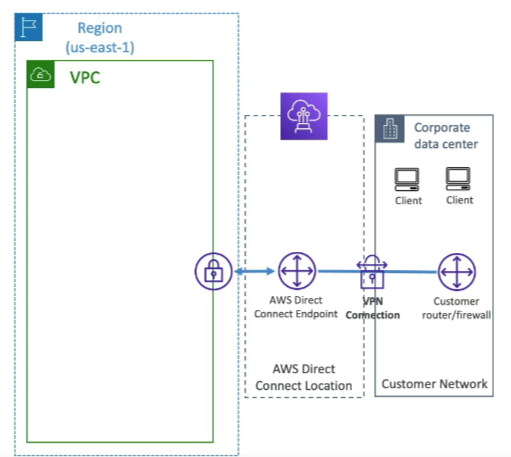 Region
(us-east-1)
VPC
Corporate
data center
Client
Client
AWS Direct
Connect Endpoint
VPN
Connection
Customer
router/firewall
AWS Direct
Connect Location
Customer Network